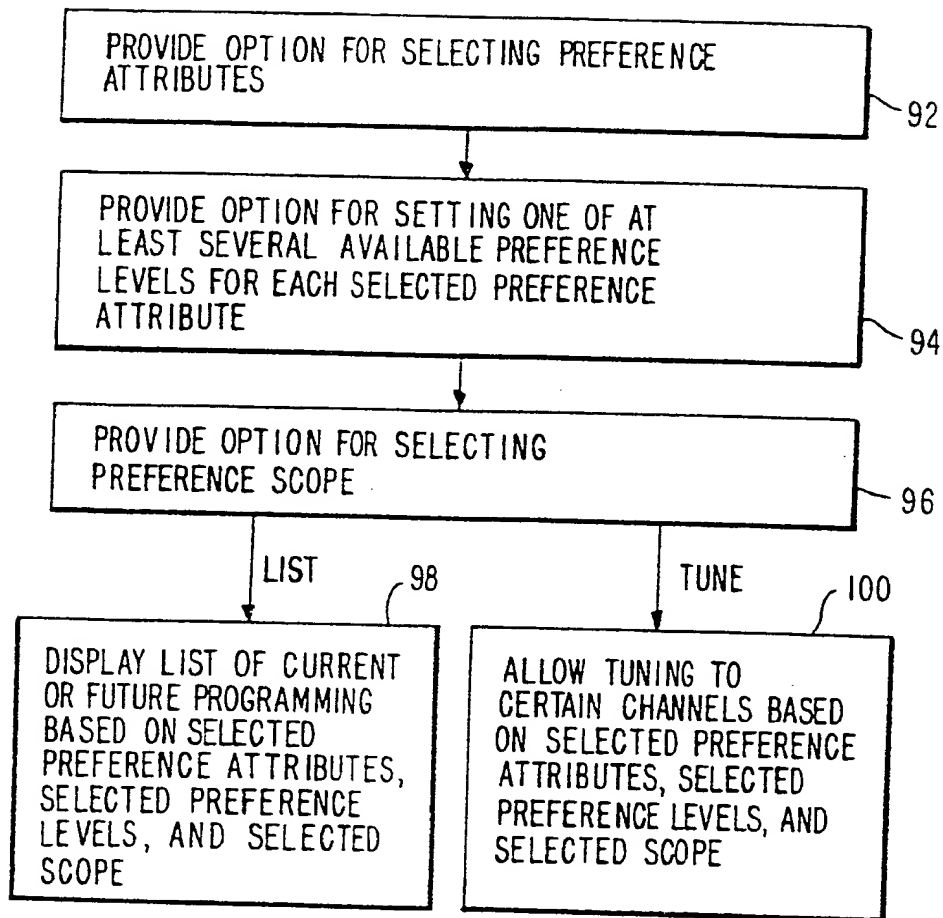 PROVIDE OPTION FOR SELECTING PREFERENCE
ATTRIBUTES
92
PROVIDE OPTION FOR SETTING ONE OF AT
LEAST SEVERAL AVAILABLE PREFERENCE
LEVELS FOR EACH SELECTED PREFERENCE
ATTRIBUTE
94
PROVIDE OPTION FOR SELECTING
PREFERENCE SCOPE
96
LIST
98
DISPLAY LIST OF CURRENT
OR FUTURE PROGRAMMING
BASED ON SELECTED
PREFERENCE ATTRIBUTES,
SELECTED PREFERENCE
LEVELS, AND SELECTED
SCOPE
TUNE
100
ALLOW TUNING TO
CERTAIN CHANNELS BASED
ON SELECTED PREFERENCE
ATTRIBUTES, SELECTED
PREFERENCE LEVELS, AND
SELECTED SCOPE